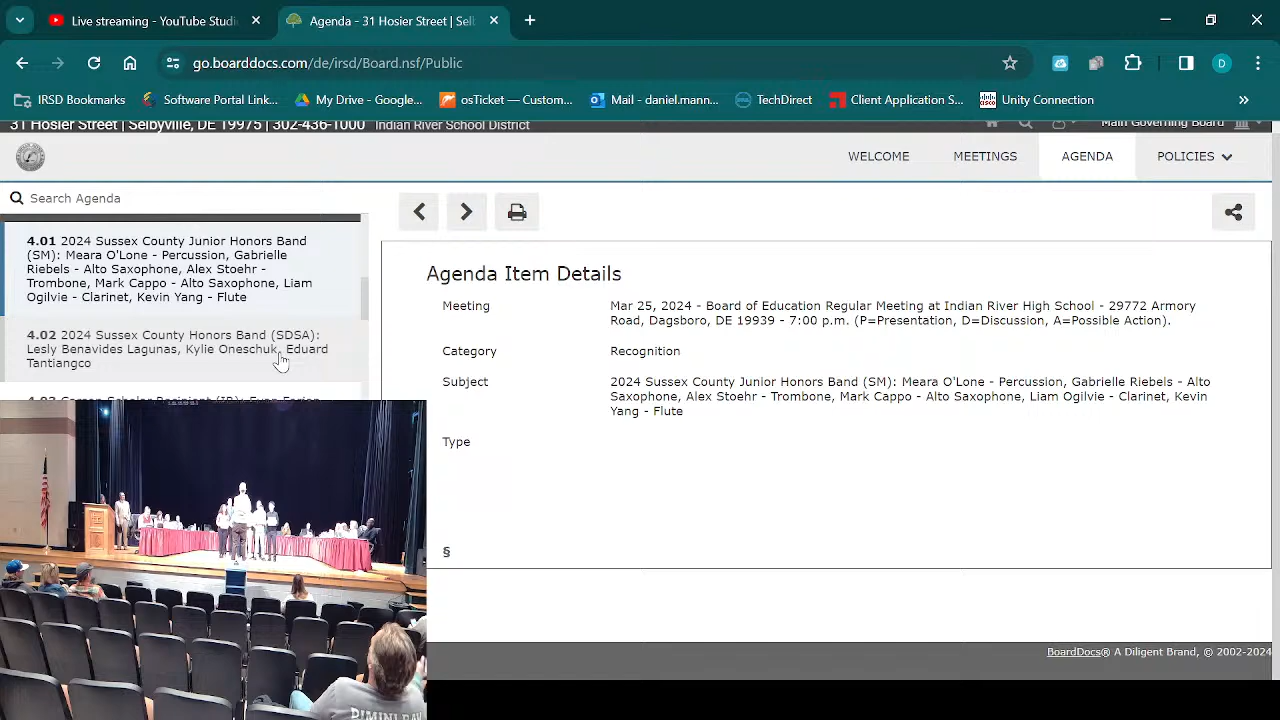 Live streaming - YouTube Studi
Agenda - 31 Hosier Street | Sel
go.boarddocs.com/de/irsd/Board.nsf/Public
D
IRSD Bookmarks
Software Portal Link...
My Drive - Google...
osTicket — Custom...
Mail - daniel.mann...
TechDirect
Client Application S...
Unity Connection
31 Hosier Street | Selbyville, DE 19975 | 302-436-1000 Indian River School District
Main Governing Board
WELCOME
MEETINGS
AGENDA
POLICIES
Search Agenda
4.01 2024 Sussex County Junior Honors Band
(SM): Meara O'Lone - Percussion, Gabrielle
Riebels - Alto Saxophone, Alex Stoehr -
Trombone, Mark Cappo - Alto Saxophone, Liam
Ogilvie - Clarinet, Kevin Yang - Flute
4.02 2024 Sussex County Honors Band (SDSA):
Lesly Benavides Lagunas, Kylie Oneschuk, Eduard
Tantiangco
Agenda Item Details
Meeting
Mar 25, 2024 - Board of Education Regular Meeting at Indian River High School - 29772 Armory
Road, Dagsboro, DE 19939 - 7:00 p.m. (P=Presentation, D=Discussion, A=Possible Action).
Category
Recognition
Subject
2024 Sussex County Junior Honors Band (SM): Meara O'Lone - Percussion, Gabrielle Riebels - Alto
Saxophone, Alex Stoehr - Trombone, Mark Cappo - Alto Saxophone, Liam Ogilvie - Clarinet, Kevin
Yang - Flute
Type
§
BoardDocs® A Diligent Brand, © 2002-2024